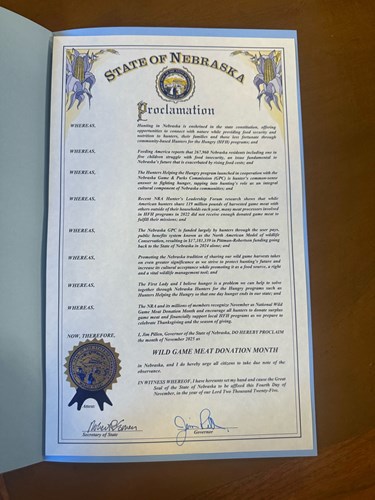 STATE OF NEBRASKA
Proclamation
WHEREAS, Hunting in Nebraska is enshrined in the state constitution, offering
opportunities to connect with nature while providing food security and
nutrition to hunters, their families and those less fortunate through
community-based Hunters for the Hungry (HFH) programs; and
WHEREAS, Feeding America reports that 267,960 Nebraska residents including one in
five children struggle with food insecurity, an issue fundamental to
Nebraska's future that is exacerbated by rising food costs; and
WHEREAS, The Hunters Helping the Hungry program launched in cooperation with the
Nebraska Game & Parks Commission (GPC) is hunter's common-sense
answer to fighting hunger, tapping into hunting's role as an integral
cultural component of Nebraska communities; and
WHEREAS, Recent NRA Hunter's Leadership Forum research shows that while
American hunters share 159 million pounds of harvested game meat with
others outside of their households each year, most processors involved
in HFH programs in 2022 did not receive enough donated game meat to
fulfill their missions; and
WHEREAS, The Nebraska GPC is funded largely by hunters through the user pays,
public benefits system known as the North American Model of wildlife
Conservation, resulting in $17,181,339 in Pittman-Robertson funding going
back to the State of Nebraska in 2024 alone; and
WHEREAS, Promoting the Nebraska tradition of sharing our wild game harvest takes
on even greater significance as we strive to protect hunting's future and
increase its cultural acceptance while promoting it as a food source, a right
and a vital wildlife management tool; and
WHEREAS, The First Lady and I believe hunger is a problem we can help to solve
together through Nebraska Hunters for the Hungry programs such as
Hunters Helping the Hungry so that one day hunger ends in our state; and
WHEREAS, The NRA and its millions of members recognize November as National Wild
Game Meat Donation Month and encourage all hunters to donate surplus
game meat and financially support local HFH programs as we prepare to
celebrate Thanksgiving and the season of giving.
NOW, THEREFORE, I, Jim Pillen, Governor of the State of Nebraska, DO HEREBY PROCLAIM
the month of November 2025 as
WILD GAME MEAT DONATION MONTH
in Nebraska, and I do hereby urge all citizens to take due note of the
observance.
IN WITNESS WHEREOF, I have hereunto set my hand and cause the Great
Seal of the State of Nebraska to be affixed this Fourth Day of
November, in the year of our Lord Two Thousand Twenty-Five.
Attest:
Secretary of State
Governor